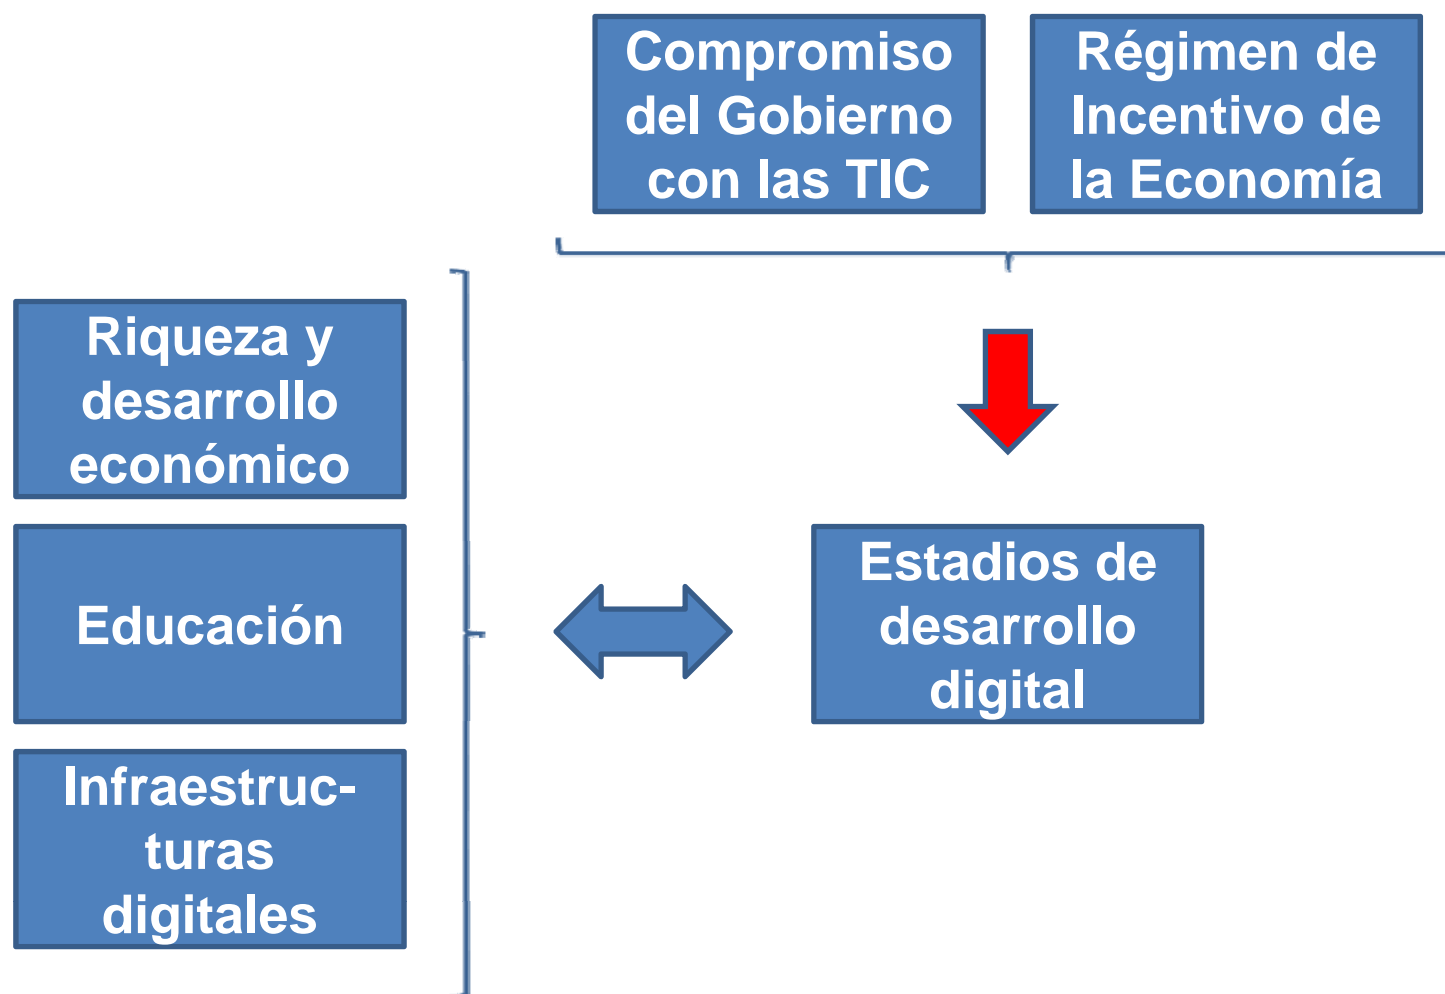 Compromiso
del Gobierno
con las TIC
Régimen de
Incentivo de
la Economía
Riqueza y
desarrollo
económico
Educación
Infraestruc-
turas
digitales
Estadios de
desarrollo
digital